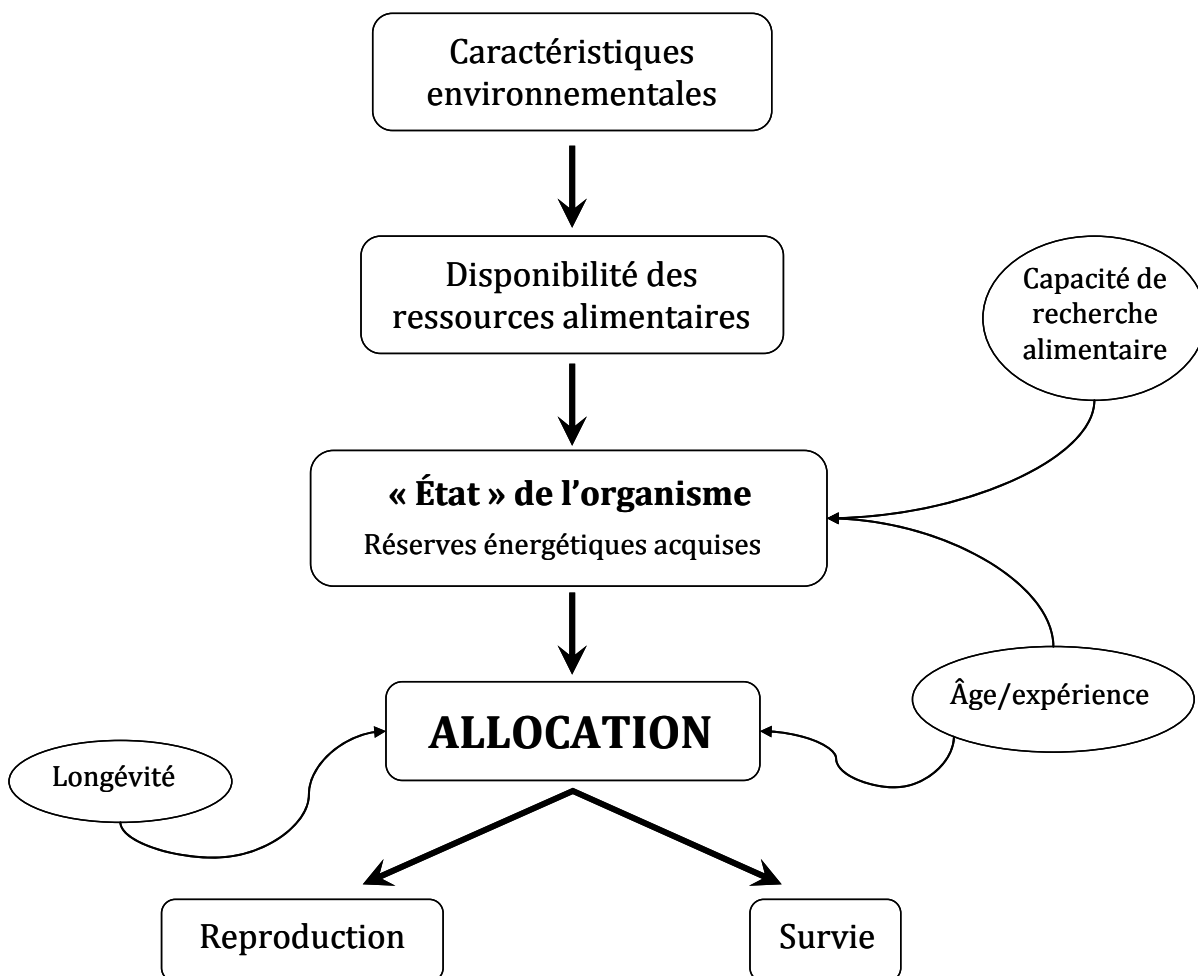 Caractéristiques
environnementales
Disponibilité des
ressources alimentaires
Capacité de
recherche
alimentaire
« État » de l’organisme
Réserves énergétiques acquises
Âge/expérience
ALLOCATION
Longévité
Reproduction
Survie